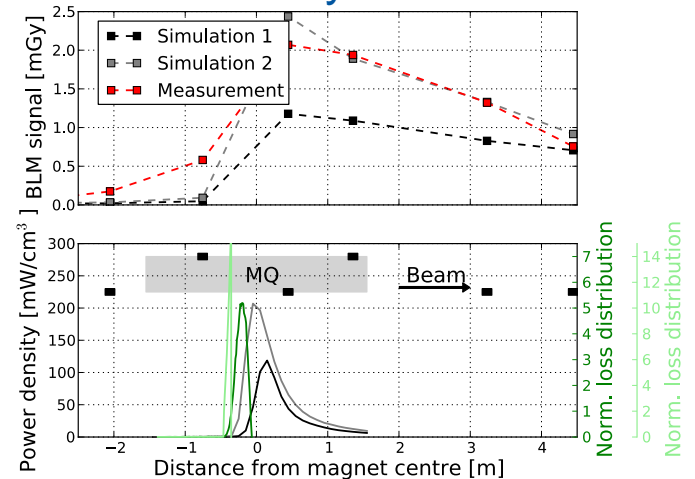 y
2.5
2.0
1.5
1.0
0.5
0.0
BLM signal [mGy]
Simulation 1
Simulation 2
Measurement
300
250
200
150
100
50
0
Power density [mW/cm³]
MQ
Beam
7
6
5
4
3
2
1
0
Norm. loss distribution
14
12
10
8
6
4
2
0
Norm. loss distribution
−2 −1 0 1 2 3 4
Distance from magnet centre [m]